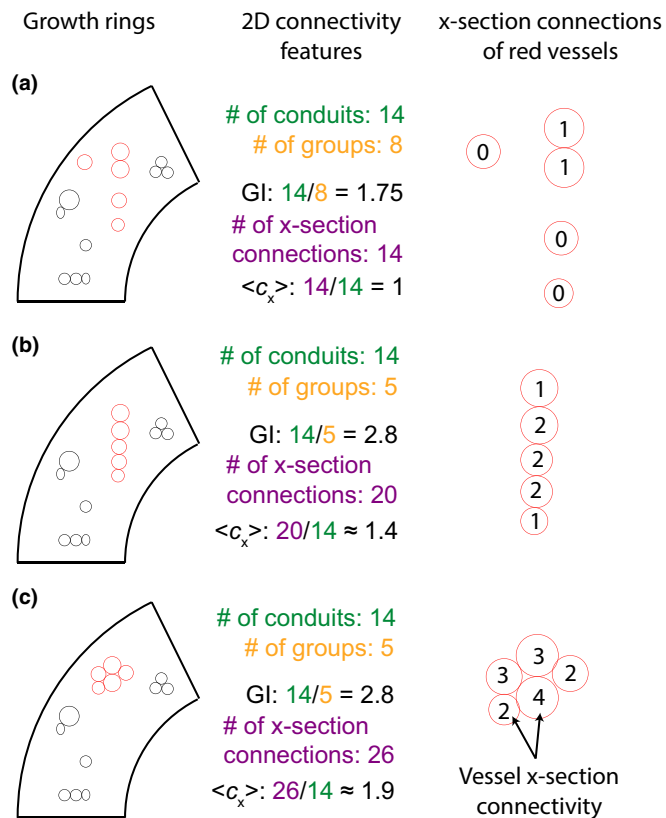 Growth rings
2D connectivity
features
x-section connections
of red vessels
(a)
# of conduits: 14
# of groups: 8
GI: 14/8 = 1.75
# of x-section
connections: 14
<cx>: 14/14 = 1
0
1
1
0
0
(b)
# of conduits: 14
# of groups: 5
GI: 14/5 = 2.8
# of x-section
connections: 20
<cx>: 20/14 ≈ 1.4
1
2
2
2
1
(c)
# of conduits: 14
# of groups: 5
GI: 14/5 = 2.8
# of x-section
connections: 26
<cx>: 26/14 ≈ 1.9
3
3
2
4
2
Vessel x-section
connectivity